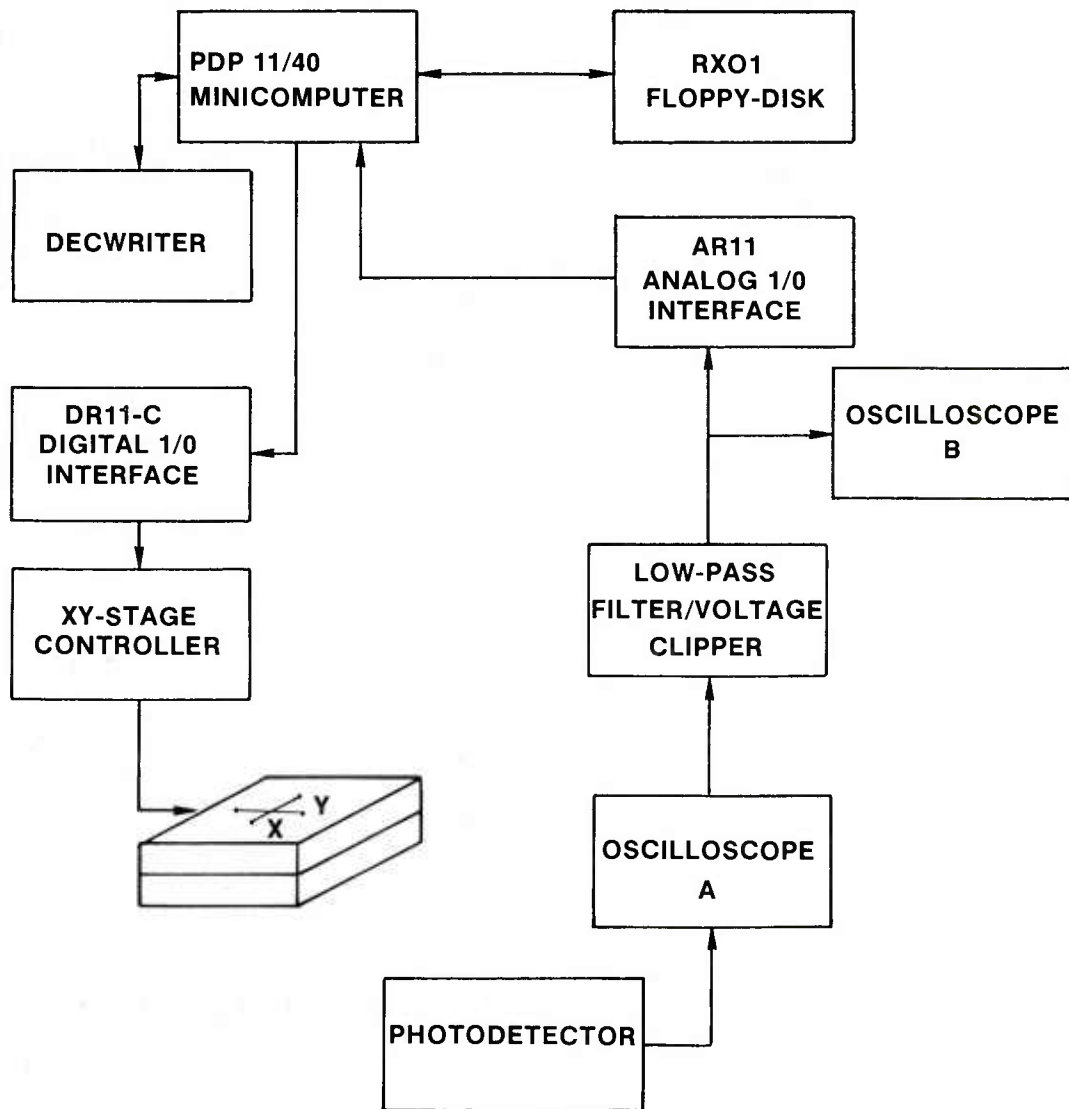 PDP 11/40
MINICOMPUTER
RX01
FLOPPY-DISK
DECWRITER
AR11
ANALOG 1/0
INTERFACE
DR11-C
DIGITAL 1/0
INTERFACE
OSCILLOSCOPE
B
LOW-PASS
FILTER/VOLTAGE
CLIPPER
XY-STAGE
CONTROLLER
Y
X
OSCILLOSCOPE
A
PHOTODETECTOR